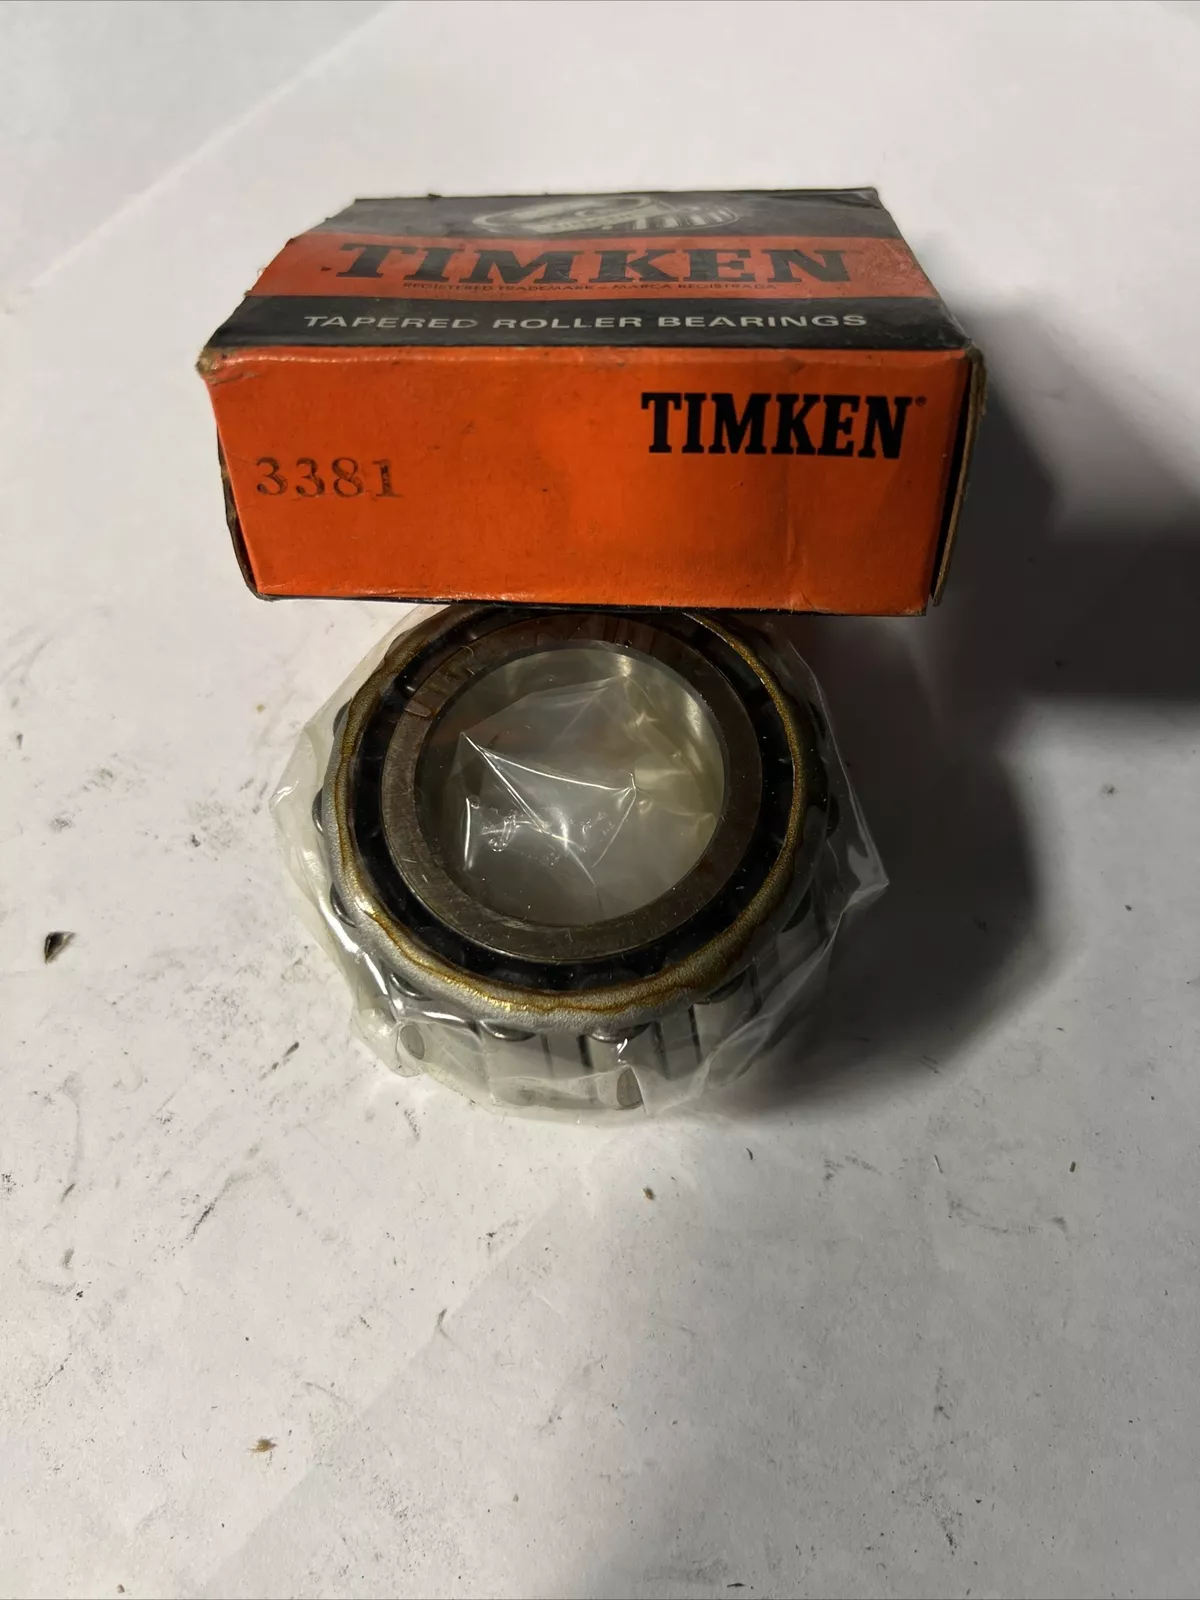 TIMKEN
REGISTERED TRADEMARK – MARCA REGISTRADA
TAPERED ROLLER BEARINGS
TIMKEN®
3381